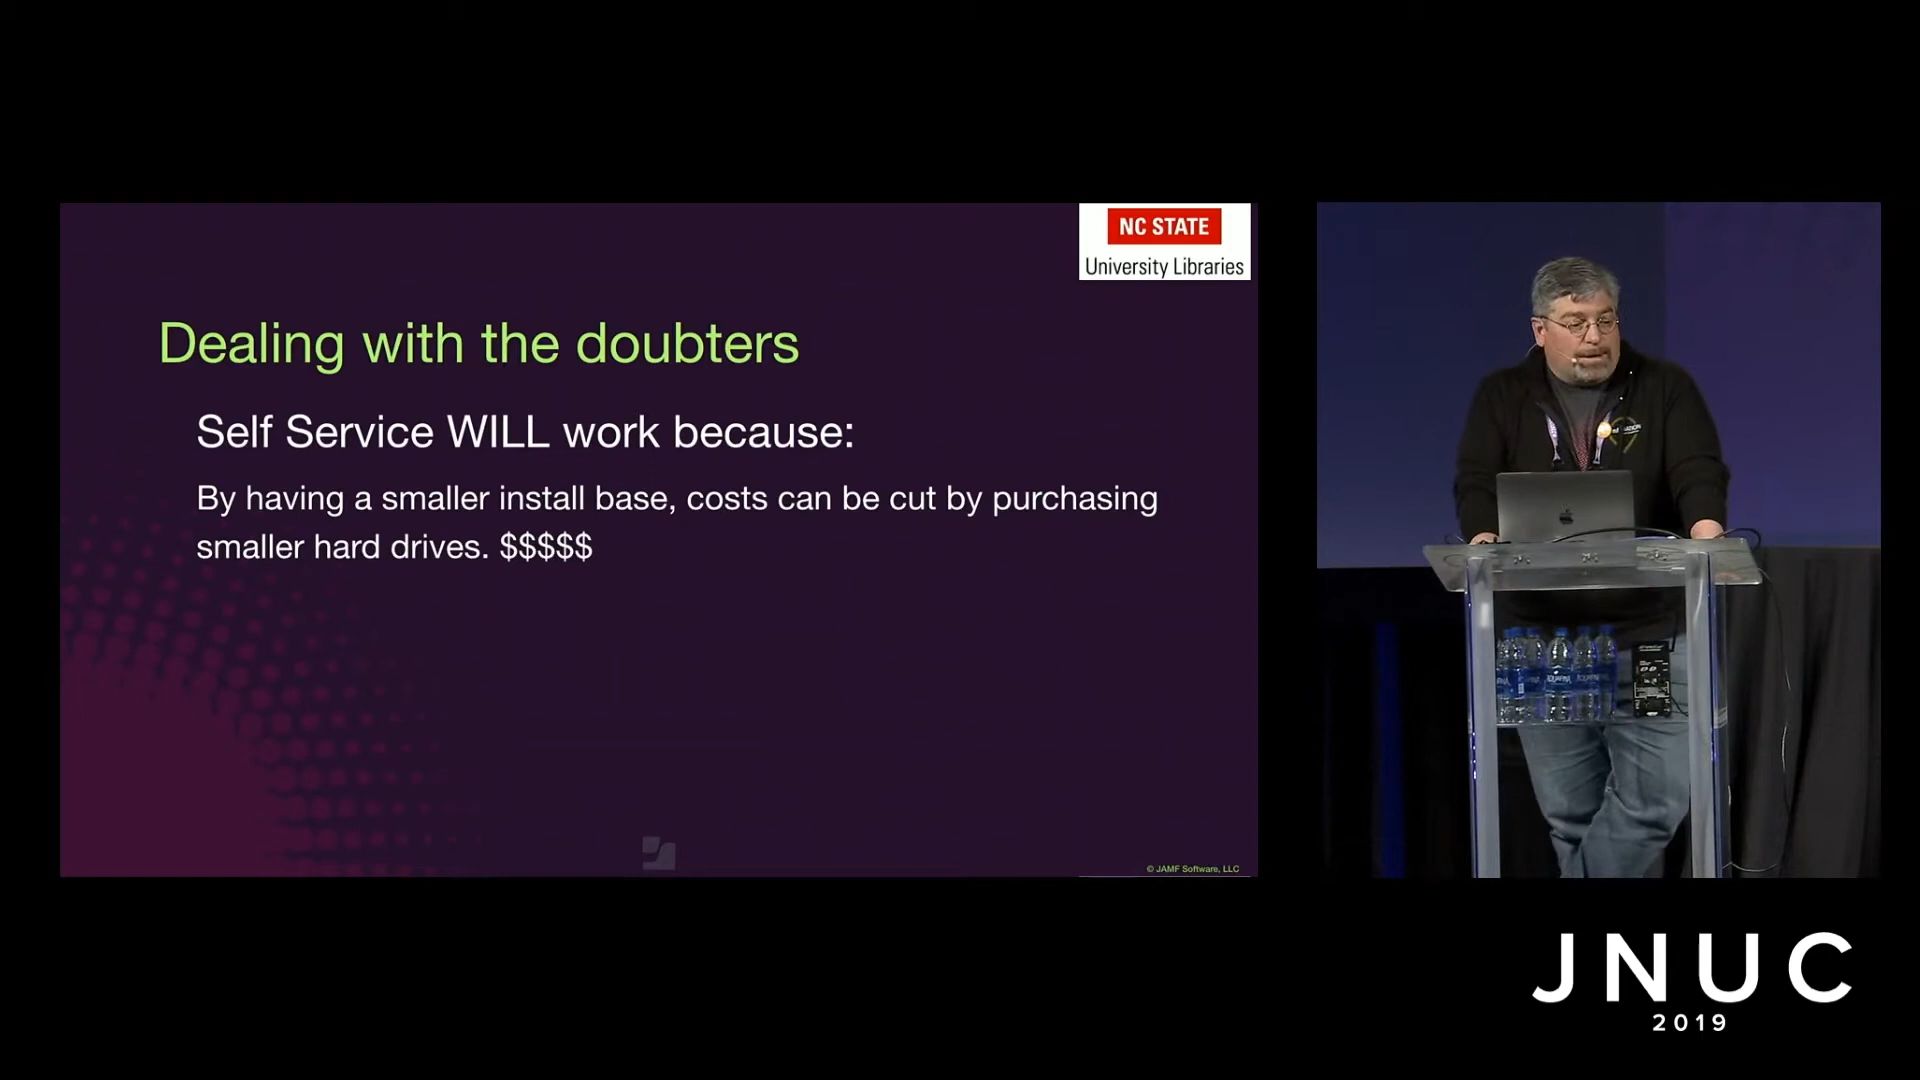 NC STATE
University Libraries
Dealing with the doubters
Self Service WILL work because:
By having a smaller install base, costs can be cut by purchasing
smaller hard drives. $$$$$
© JAMF Software, LLC
JNUC
2019